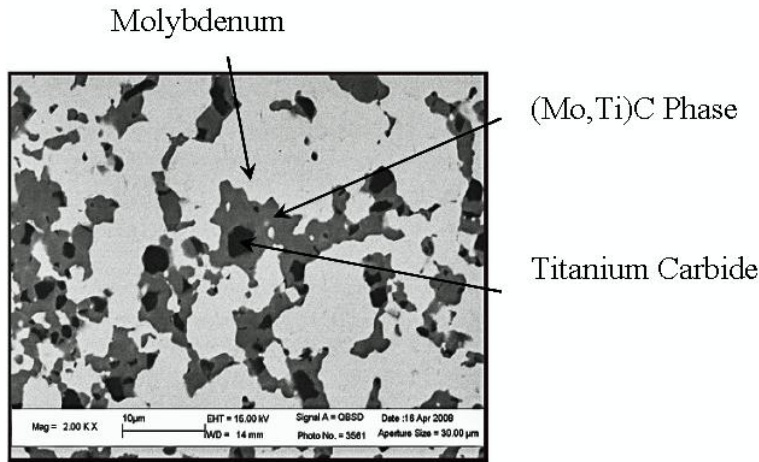 Molybdenum
(Mo,Ti)C Phase
Titanium Carbide
Mag = 2.00 K X
10µm
EHT = 15.00 kV
WD = 14 mm
Signal A = QBSD
Photo No. = 3561
Date :16 Apr 2008
Aperture Size = 30.00 µm